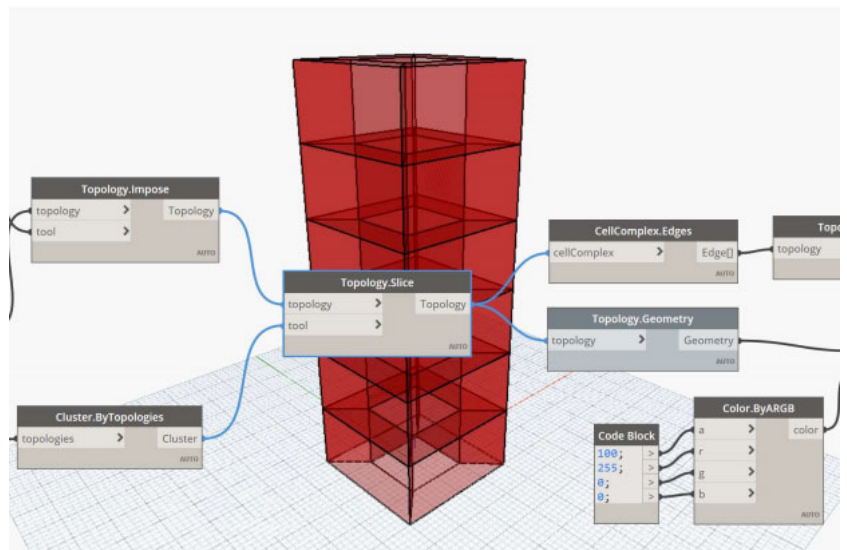 Topology.Impose
topology > Topology
tool >
AUTO
CellComplex.Edges
cellComplex > Edge[]
AUTO
Topo
topology
Topology.Slice
topology > Topology
tool >
AUTO
Topology.Geometry
topology > Geometry
AUTO
Cluster.ByTopologies
topologies > Cluster
AUTO
Code Block
100; >
255; >
0; >
0; >
Color.ByARGB
a > color
r >
g >
b >
AUTO